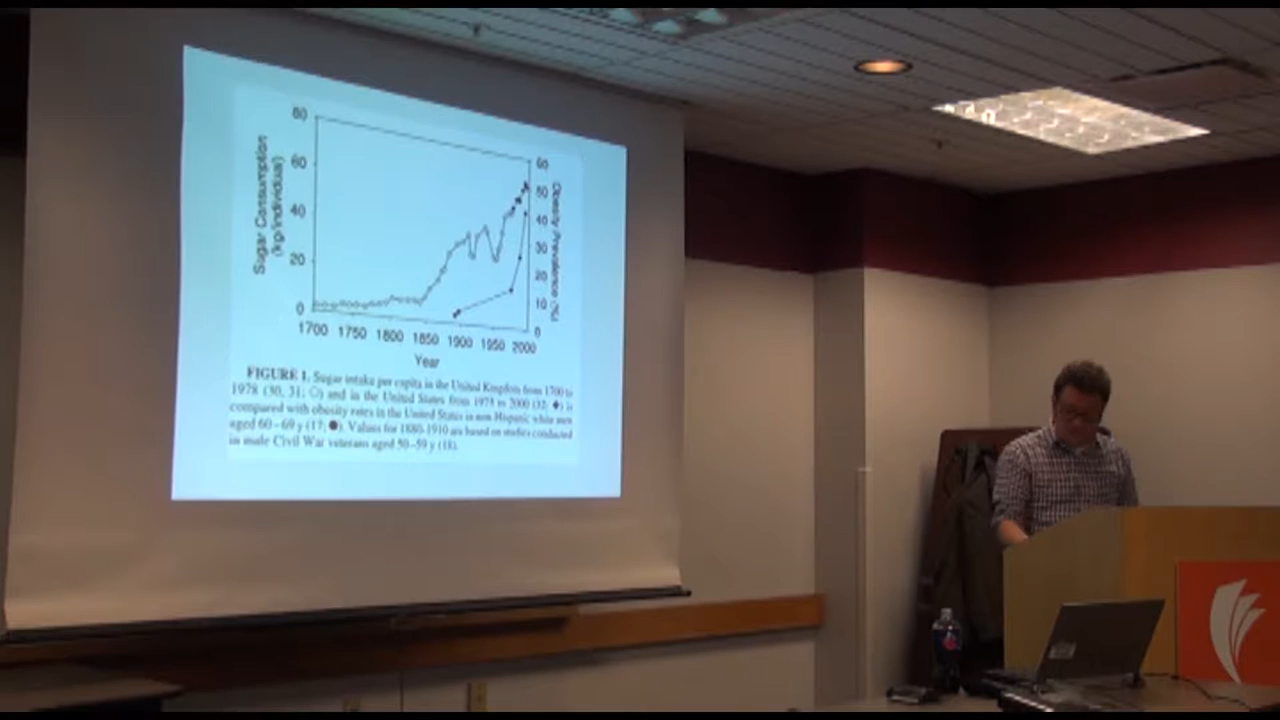 80
60
40
20
0
Sugar Consumption
(kg/individual)
60
50
40
30
20
10
0
Obesity Prevalence (%)
1700 1750 1800 1850 1900 1950 2000
Year
FIGURE 1. Sugar intake per capita in the United Kingdom from 1700 to
1978 (30, 31; ○) and in the United States from 1975 to 2000 (32; ◆) is
compared with obesity rates in the United States in non-Hispanic white men
aged 60–69 y (17; ●). Values for 1880–1910 are based on studies conducted
in male Civil War veterans aged 50–59 y (18).